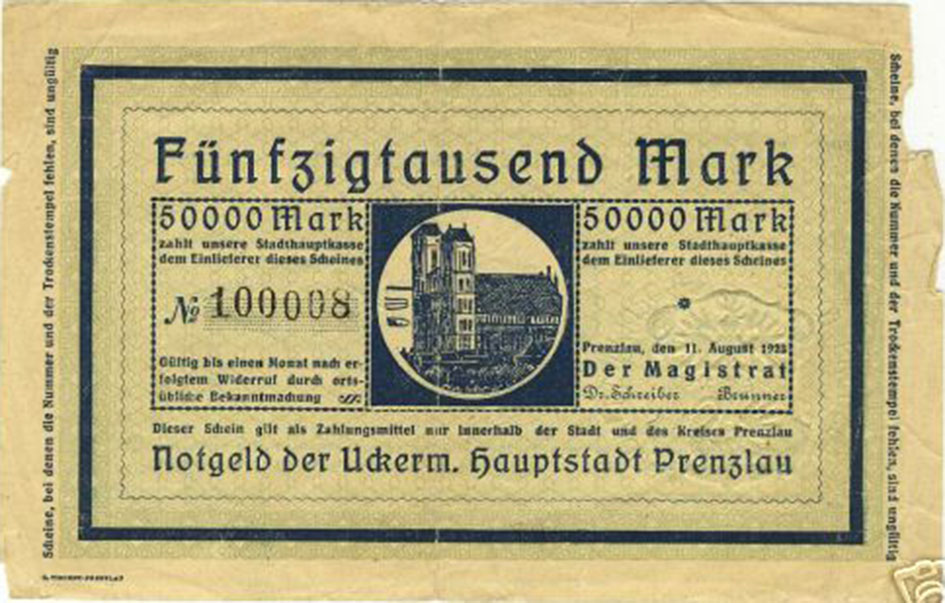 Scheine, bei denen die Nummer und der Trockenstempel fehlen, sind ungültig
Fünfzigtausend Mark
50000 Mark
zahlt unsere Stadthauptkasse
dem Einlieferer dieses Scheines
№ 100008
Gültig bis einen Monat nach er-
folgtem Widerruf durch orts-
übliche Bekanntmachung
50000 Mark
zahlt unsere Stadthauptkasse
dem Einlieferer dieses Scheines
Prenzlau, den 11. August 1923
Der Magistrat
Dr. Schreiber Brunner
Dieser Schein gilt als Zahlungsmittel nur innerhalb der Stadt und des Kreises Prenzlau
Notgeld der Uckerm. Hauptstadt Prenzlau
Scheine, bei denen die Nummer und der Trockenstempel fehlen, sind ungültig